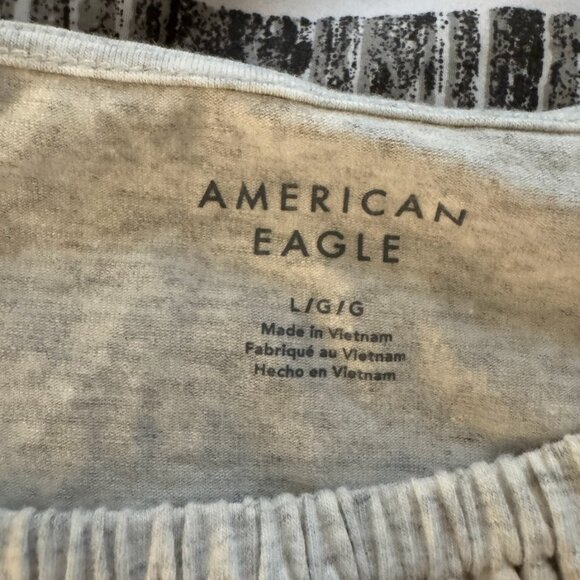 AMERICAN
EAGLE
L/G/G
Made in Vietnam
Fabriqué au Vietnam
Hecho en Vietnam